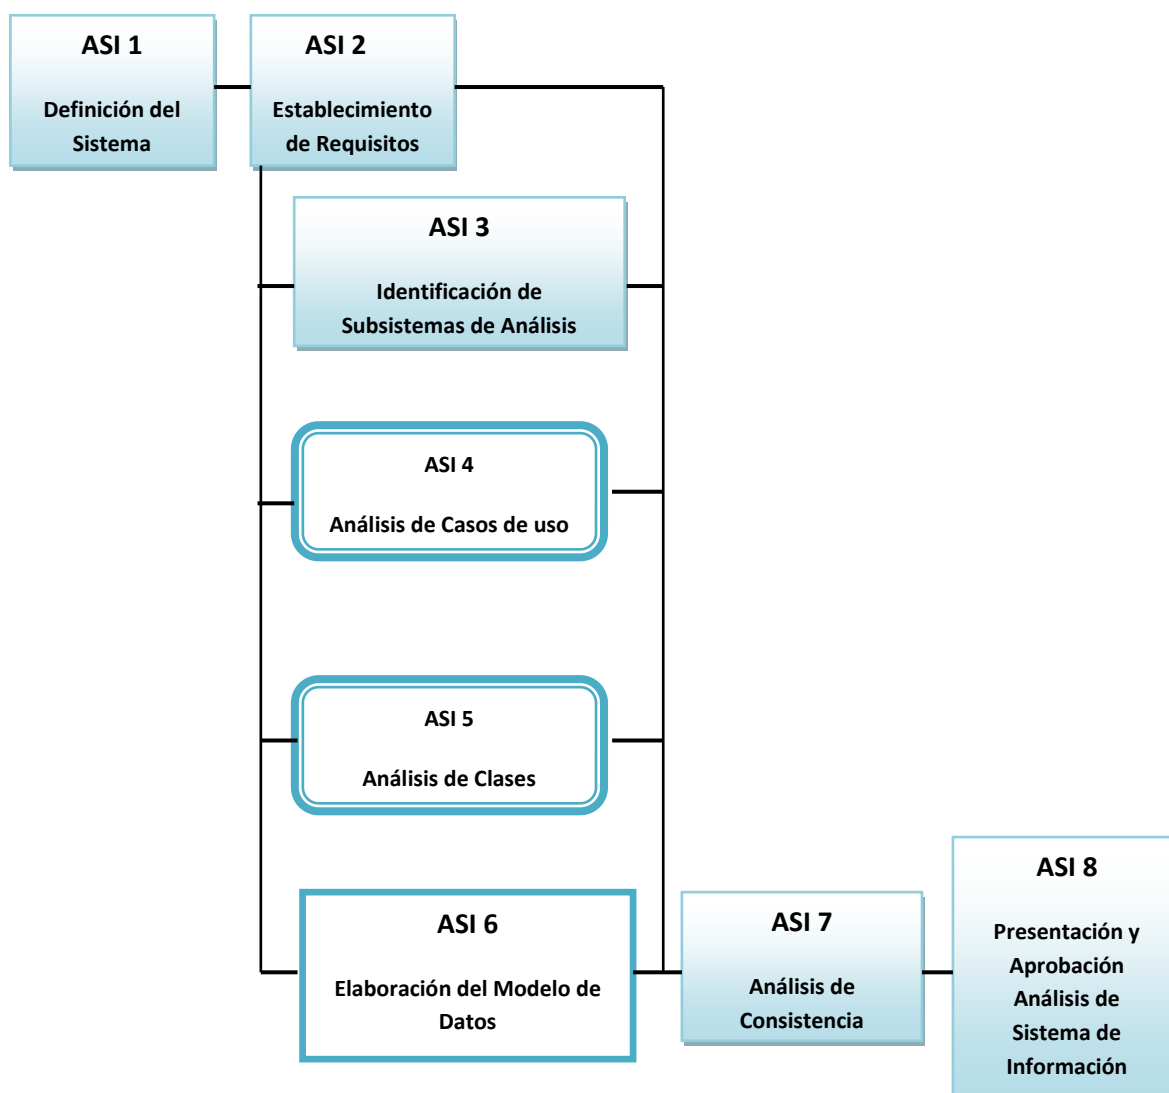 ASI 1
Definición del
Sistema
ASI 2
Establecimiento
de Requisitos
ASI 3
Identificación de
Subsistemas de Análisis
ASI 4
Análisis de Casos de uso
ASI 5
Análisis de Clases
ASI 6
Elaboración del Modelo de
Datos
ASI 7
Análisis de
Consistencia
ASI 8
Presentación y
Aprobación
Análisis de
Sistema de
Información